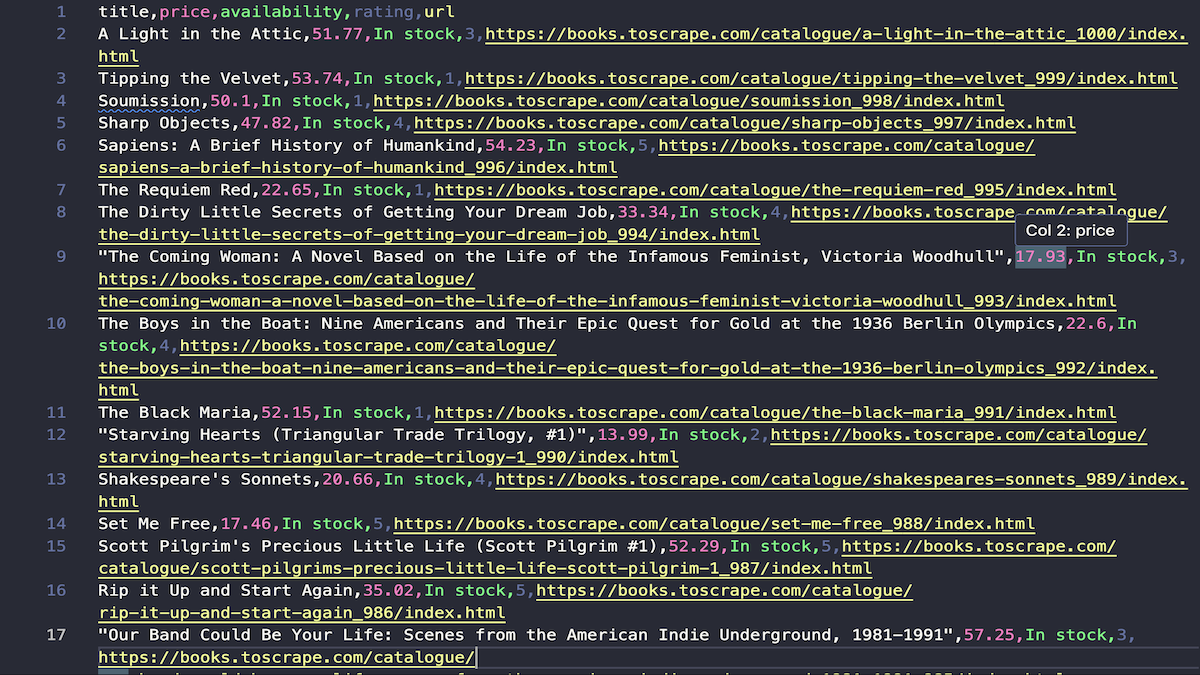 1 title,price,availability,rating,url
2 A Light in the Attic,51.77,In stock,3,https://books.toscrape.com/catalogue/a-light-in-the-attic_1000/index.
html
3 Tipping the Velvet,53.74,In stock,1,https://books.toscrape.com/catalogue/tipping-the-velvet_999/index.html
4 Soumission,50.1,In stock,1,https://books.toscrape.com/catalogue/soumission_998/index.html
5 Sharp Objects,47.82,In stock,4,https://books.toscrape.com/catalogue/sharp-objects_997/index.html
6 Sapiens: A Brief History of Humankind,54.23,In stock,5,https://books.toscrape.com/catalogue/
sapiens-a-brief-history-of-humankind_996/index.html
7 The Requiem Red,22.65,In stock,1,https://books.toscrape.com/catalogue/the-requiem-red_995/index.html
8 The Dirty Little Secrets of Getting Your Dream Job,33.34,In stock,4,https://books.toscrape.com/catalogue/
Col 2: price
the-dirty-little-secrets-of-getting-your-dream-job_994/index.html
9 "The Coming Woman: A Novel Based on the Life of the Infamous Feminist, Victoria Woodhull",17.93,In stock,3,
https://books.toscrape.com/catalogue/
the-coming-woman-a-novel-based-on-the-life-of-the-infamous-feminist-victoria-woodhull_993/index.html
10 The Boys in the Boat: Nine Americans and Their Epic Quest for Gold at the 1936 Berlin Olympics,22.6,In
stock,4,https://books.toscrape.com/catalogue/
the-boys-in-the-boat-nine-americans-and-their-epic-quest-for-gold-at-the-1936-berlin-olympics_992/index.
html
11 The Black Maria,52.15,In stock,1,https://books.toscrape.com/catalogue/the-black-maria_991/index.html
12 "Starving Hearts (Triangular Trade Trilogy, #1)",13.99,In stock,2,https://books.toscrape.com/catalogue/
starving-hearts-triangular-trade-trilogy-1_990/index.html
13 Shakespeare's Sonnets,20.66,In stock,4,https://books.toscrape.com/catalogue/shakespeares-sonnets_989/index.
html
14 Set Me Free,17.46,In stock,5,https://books.toscrape.com/catalogue/set-me-free_988/index.html
15 Scott Pilgrim's Precious Little Life (Scott Pilgrim #1),52.29,In stock,5,https://books.toscrape.com/
catalogue/scott-pilgrims-precious-little-life-scott-pilgrim-1_987/index.html
16 Rip it Up and Start Again,35.02,In stock,5,https://books.toscrape.com/catalogue/
rip-it-up-and-start-again_986/index.html
17 "Our Band Could Be Your Life: Scenes from the American Indie Underground, 1981-1991",57.25,In stock,3,
https://books.toscrape.com/catalogue/